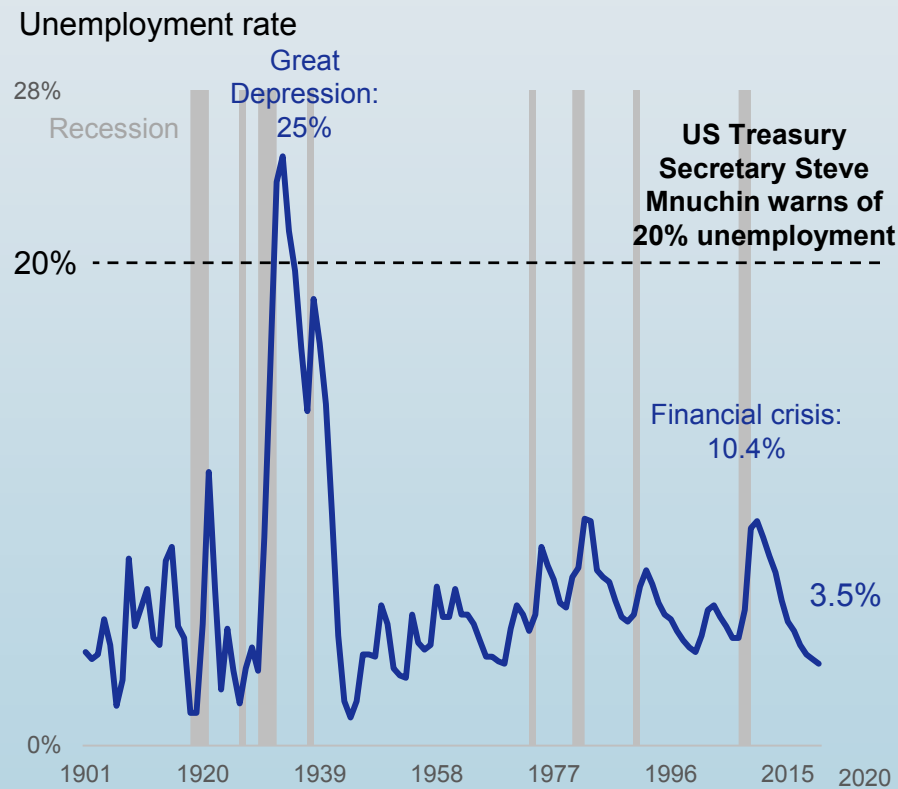 Unemployment rate
Great
Depression:
25%
28%
Recession
US Treasury
Secretary Steve
Mnuchin warns of
20% unemployment
20%
Financial crisis:
10.4%
3.5%
0%
1901 1920 1939 1958 1977 1996 2015 2020